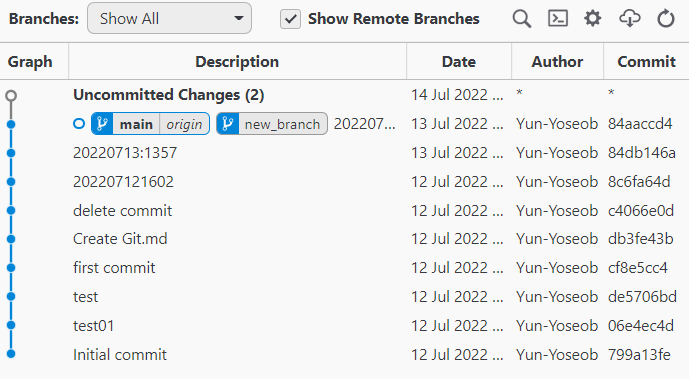 Branches: Show All Show Remote Branches
Graph Description Date Author Commit
Uncommitted Changes (2) 14 Jul 2022 ... * *
main origin new_branch 202207... 13 Jul 2022 ... Yun-Yoseob 84aaccd4
20220713:1357 13 Jul 2022 ... Yun-Yoseob 84db146a
202207121602 12 Jul 2022 ... Yun-Yoseob 8c6fa64d
delete commit 12 Jul 2022 ... Yun-Yoseob c4066e0d
Create Git.md 12 Jul 2022 ... Yun-Yoseob db3fe43b
first commit 12 Jul 2022 ... Yun-Yoseob cf8e5cc4
test 12 Jul 2022 ... Yun-Yoseob de5706bd
test01 12 Jul 2022 ... Yun-Yoseob 06e4ec4d
Initial commit 12 Jul 2022 ... Yun-Yoseob 799a13fe